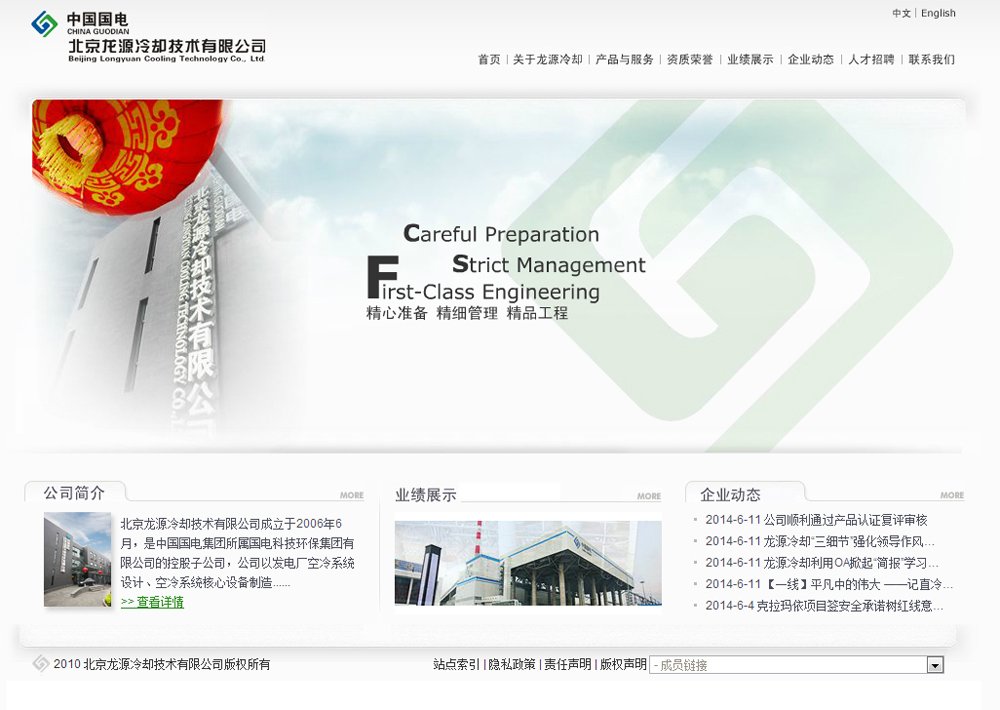 中文 | English
中国国电
CHINA GUODIAN
北京龙源冷却技术有限公司
Beijing Longyuan Cooling Technology Co., Ltd.
首页 | 关于龙源冷却 | 产品与服务 | 资质荣誉 | 业绩展示 | 企业动态 | 人才招聘 | 联系我们
北京龙源冷却技术有限公司
Careful Preparation
Strict Management
First-Class Engineering
精心准备 精细管理 精品工程
公司简介
MORE
北京龙源冷却技术有限公司成立于2006年6
月，是中国国电集团所属国电科技环保集团有
限公司的控股子公司，公司以发电厂空冷系统
设计、空冷系统核心设备制造......
>> 查看详情
业绩展示
MORE
企业动态
MORE
2014-6-11 公司顺利通过产品认证复评审核
2014-6-11 龙源冷却“三细节”强化领导作风...
2014-6-11 龙源冷却利用OA掀起“简报”学习...
2014-6-11 【一线】平凡中的伟大 ——记直冷...
2014-6-4 克拉玛依项目签安全承诺树红线意...
2010 北京龙源冷却技术有限公司版权所有
站点索引 | 隐私政策 | 责任声明 | 版权声明
- 成员链接